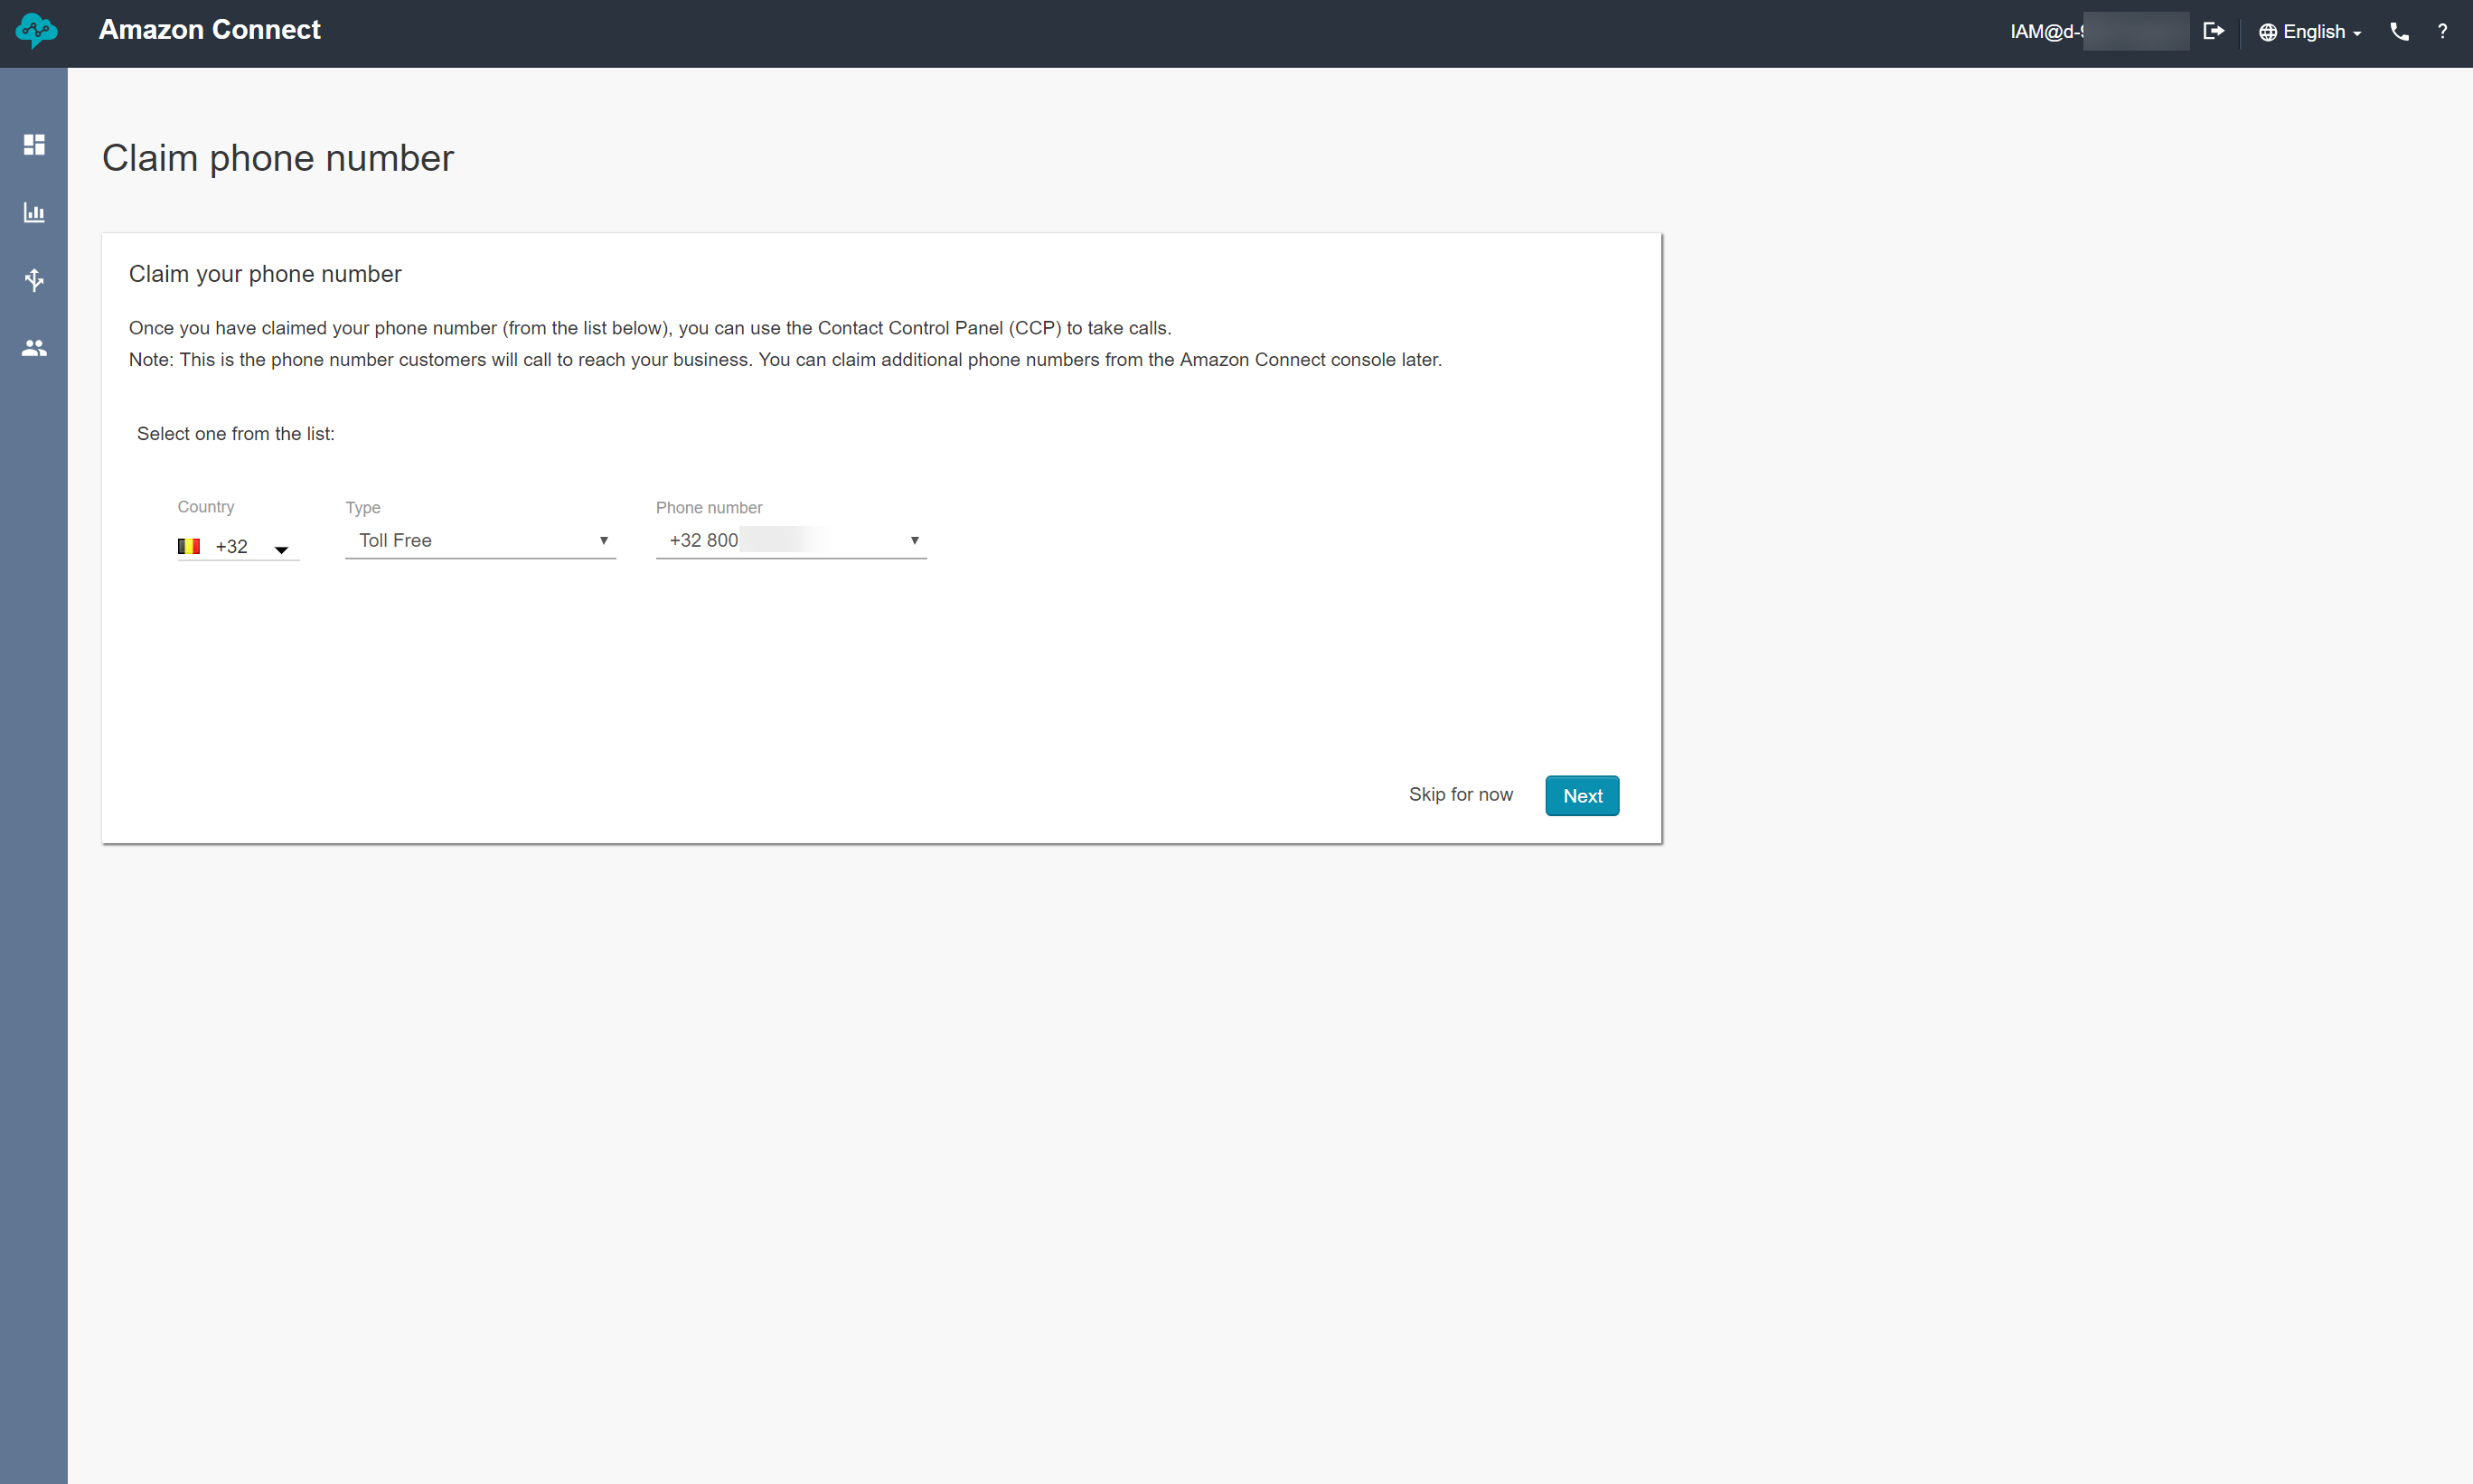 Amazon Connect
IAM@d-
English
?
Claim phone number
Claim your phone number
Once you have claimed your phone number (from the list below), you can use the Contact Control Panel (CCP) to take calls.
Note: This is the phone number customers will call to reach your business. You can claim additional phone numbers from the Amazon Connect console later.
Select one from the list:
Country Type Phone number
+32 Toll Free +32 800
Skip for now Next